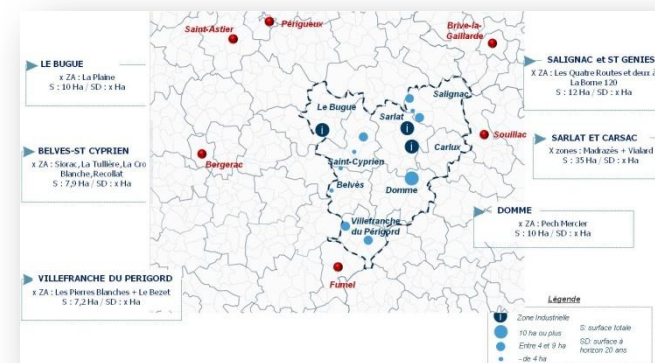 LE BUGUE
x ZA : La Plaine
S : 10 Ha / SD : x Ha
BELVES-ST CYPRIEN
x ZA : Siorac, La Tullière, La Cro
Blanche, Recollat
S : 7,9 Ha / SD : x Ha
VILLEFRANCHE DU PERIGORD
x ZA : Les Pierres Blanches + Le Bezet
S : 7,2 Ha / SD : x Ha
Saint-Astier
Périgueux
Brive-la-
Gaillarde
Le Bugue
Salignac
Sarlat
Carlux
Souillac
Bergerac
Saint-Cyprien
Belvès
Domme
Villefranche
du Périgord
Fumel
SALIGNAC et ST GENIES
X ZA : Les Quatre Routes et deux à
La Borne 120
S : 12 Ha / SD : x Ha
SARLAT ET CARSAC
X zones : Madrazès + Vialard
S : 35 Ha / SD : x Ha
DOMME
x ZA : Pech Mercier
S : 10 Ha / SD : x Ha
Légende
I Zone Industrielle
10 ha ou plus
Entre 4 et 9 ha
- de 4 ha
S: surface totale
SD: surface à
horizon 20 ans